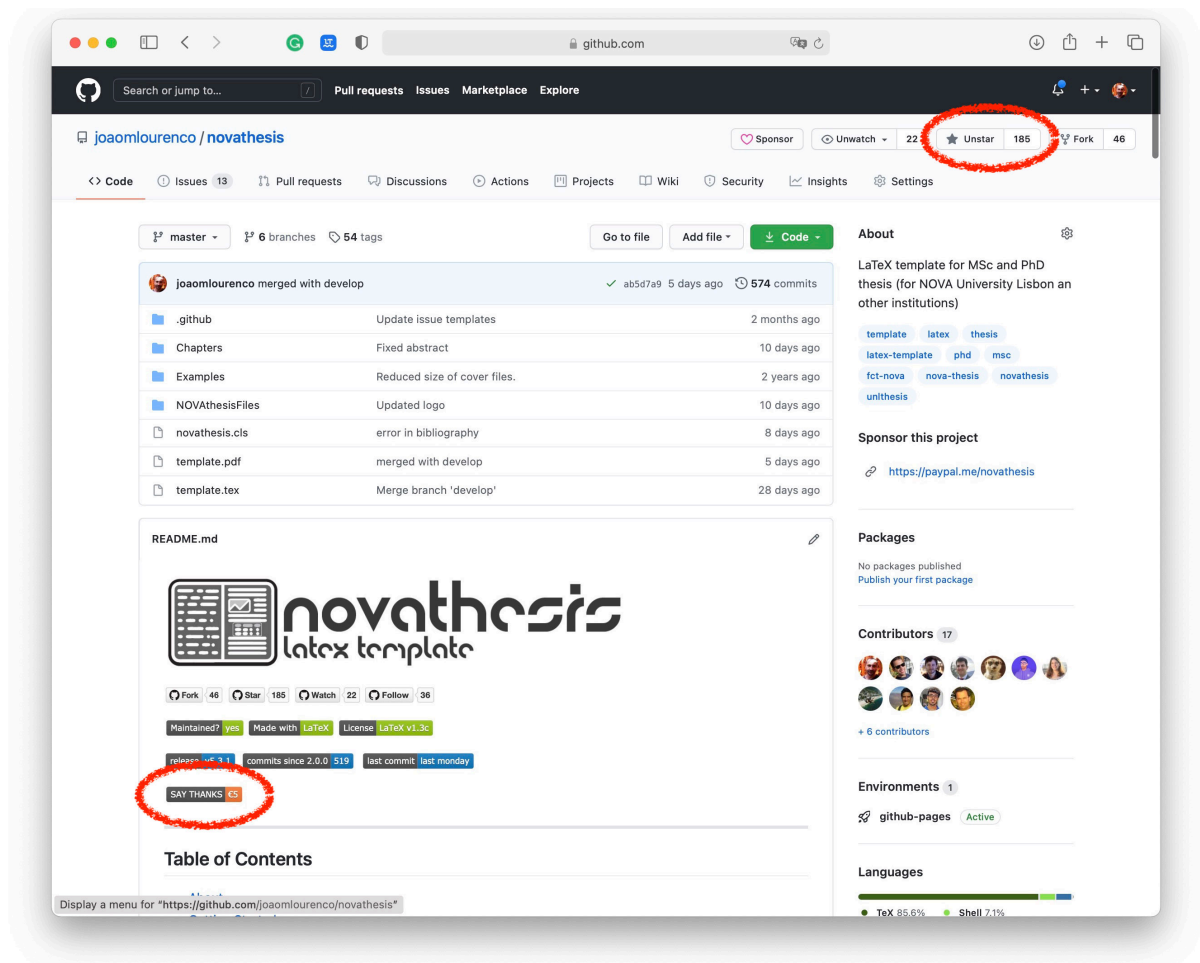 github.com
Search or jump to... / Pull requests Issues Marketplace Explore
joaomlourenco / novathesis Sponsor Unwatch 22 Unstar 185 Fork 46
Code Issues 13 Pull requests Discussions Actions Projects Wiki Security Insights Settings
master 6 branches 54 tags Go to file Add file Code
joaomlourenco merged with develop ab5d7a9 5 days ago 574 commits
.github Update issue templates 2 months ago
Chapters Fixed abstract 10 days ago
Examples Reduced size of cover files. 2 years ago
NOVAthesisFiles Updated logo 10 days ago
novathesis.cls error in bibliography 8 days ago
template.pdf merged with develop 5 days ago
template.tex Merge branch 'develop' 28 days ago
README.md
novathesis
latex template
Fork 46 Star 185 Watch 22 Follow 36
Maintained? yes Made with LaTeX License LaTeX v1.3c
release v5.3.1 commits since 2.0.0 519 last commit last monday
SAY THANKS €5
Table of Contents
Display a menu for “https://github.com/joaomlourenco/novathesis”
About
LaTeX template for MSc and PhD
thesis (for NOVA University Lisbon an
other institutions)
template latex thesis
latex-template phd msc
fct-nova nova-thesis novathesis
unlthesis
Sponsor this project
https://paypal.me/novathesis
Packages
No packages published
Publish your first package
Contributors 17
+ 6 contributors
Environments 1
github-pages Active
Languages
TeX 85.6% Shell 7.1%